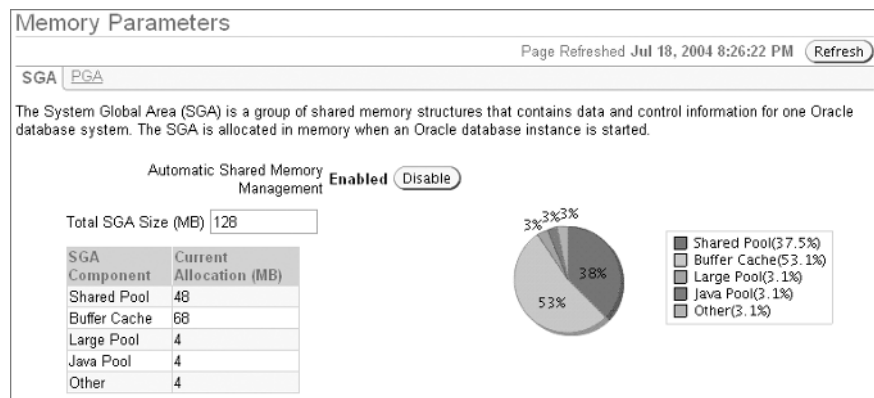 Memory Parameters
Page Refreshed Jul 18, 2004 8:26:22 PM Refresh
SGA PGA
The System Global Area (SGA) is a group of shared memory structures that contains data and control information for one Oracle
database system. The SGA is allocated in memory when an Oracle database instance is started.
Automatic Shared Memory
Management Enabled Disable
Total SGA Size (MB) 128
SGA Component Current Allocation (MB)
Shared Pool 48
Buffer Cache 68
Large Pool 4
Java Pool 4
Other 4
3% 3% 3%
38%
53%
Shared Pool(37.5%)
Buffer Cache(53.1%)
Large Pool(3.1%)
Java Pool(3.1%)
Other(3.1%)